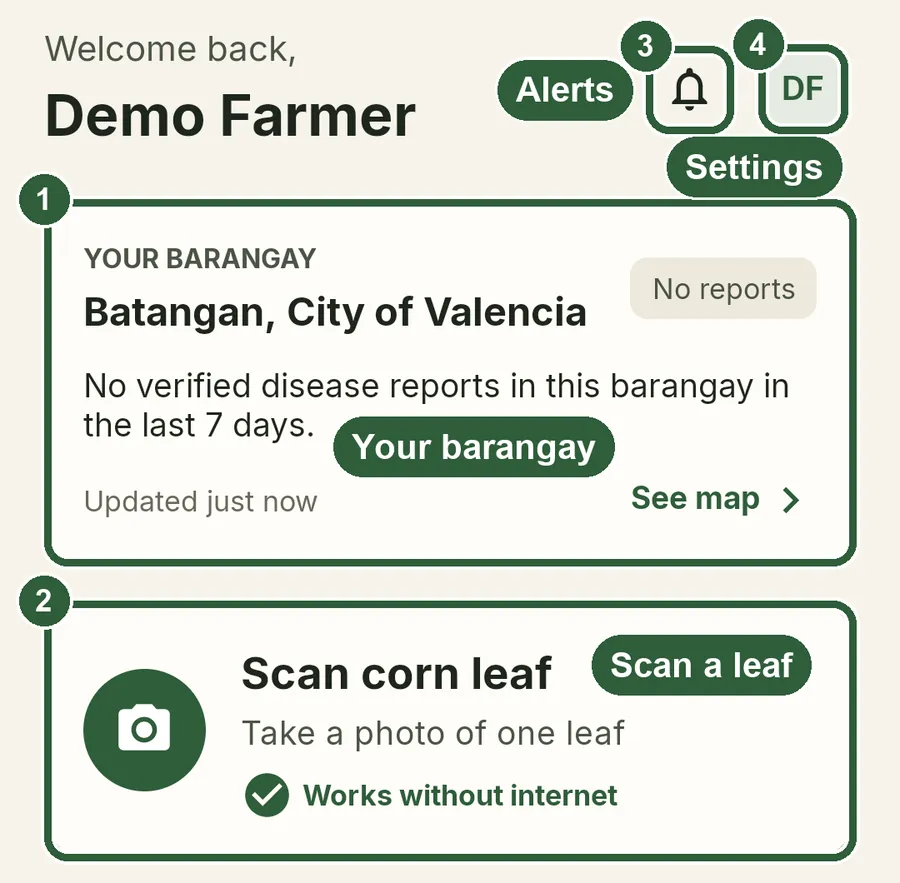 Welcome back,
Demo Farmer
Alerts
3
4
DF
Settings
1
YOUR BARANGAY
Batangan, City of Valencia
No reports
No verified disease reports in this barangay in
the last 7 days.
Your barangay
Updated just now
See map
2
Scan corn leaf
Scan a leaf
Take a photo of one leaf
Works without internet